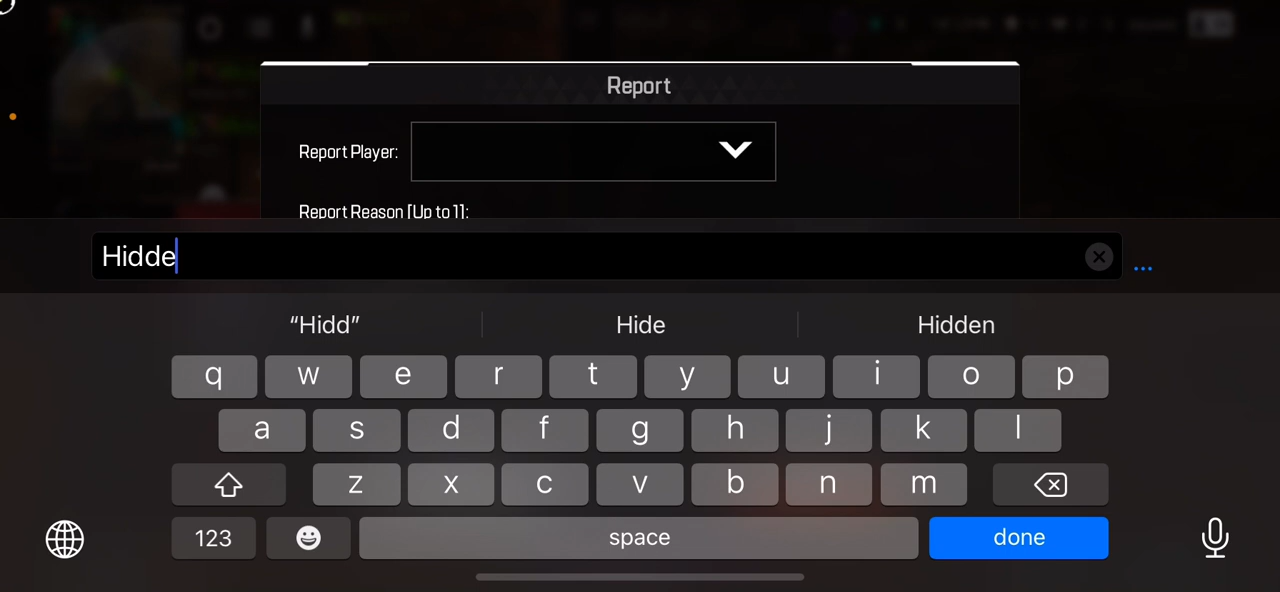 Report
Report Player:
Report Reason [Up to 1]:
Hidde
...
“Hidd” Hide Hidden
q w e r t y u i o p
a s d f g h j k l
z x c v b n m
123 space done